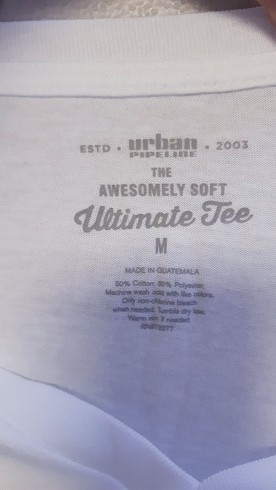 ESTD • urban • 2003
PIPELINE
THE
AWESOMELY SOFT
Ultimate Tee
M
MADE IN GUATEMALA
50% Cotton, 50% Polyester,
Machine wash cold with like colors.
Only non-chlorine bleach
when needed. Tumble dry low.
Warm iron if needed.